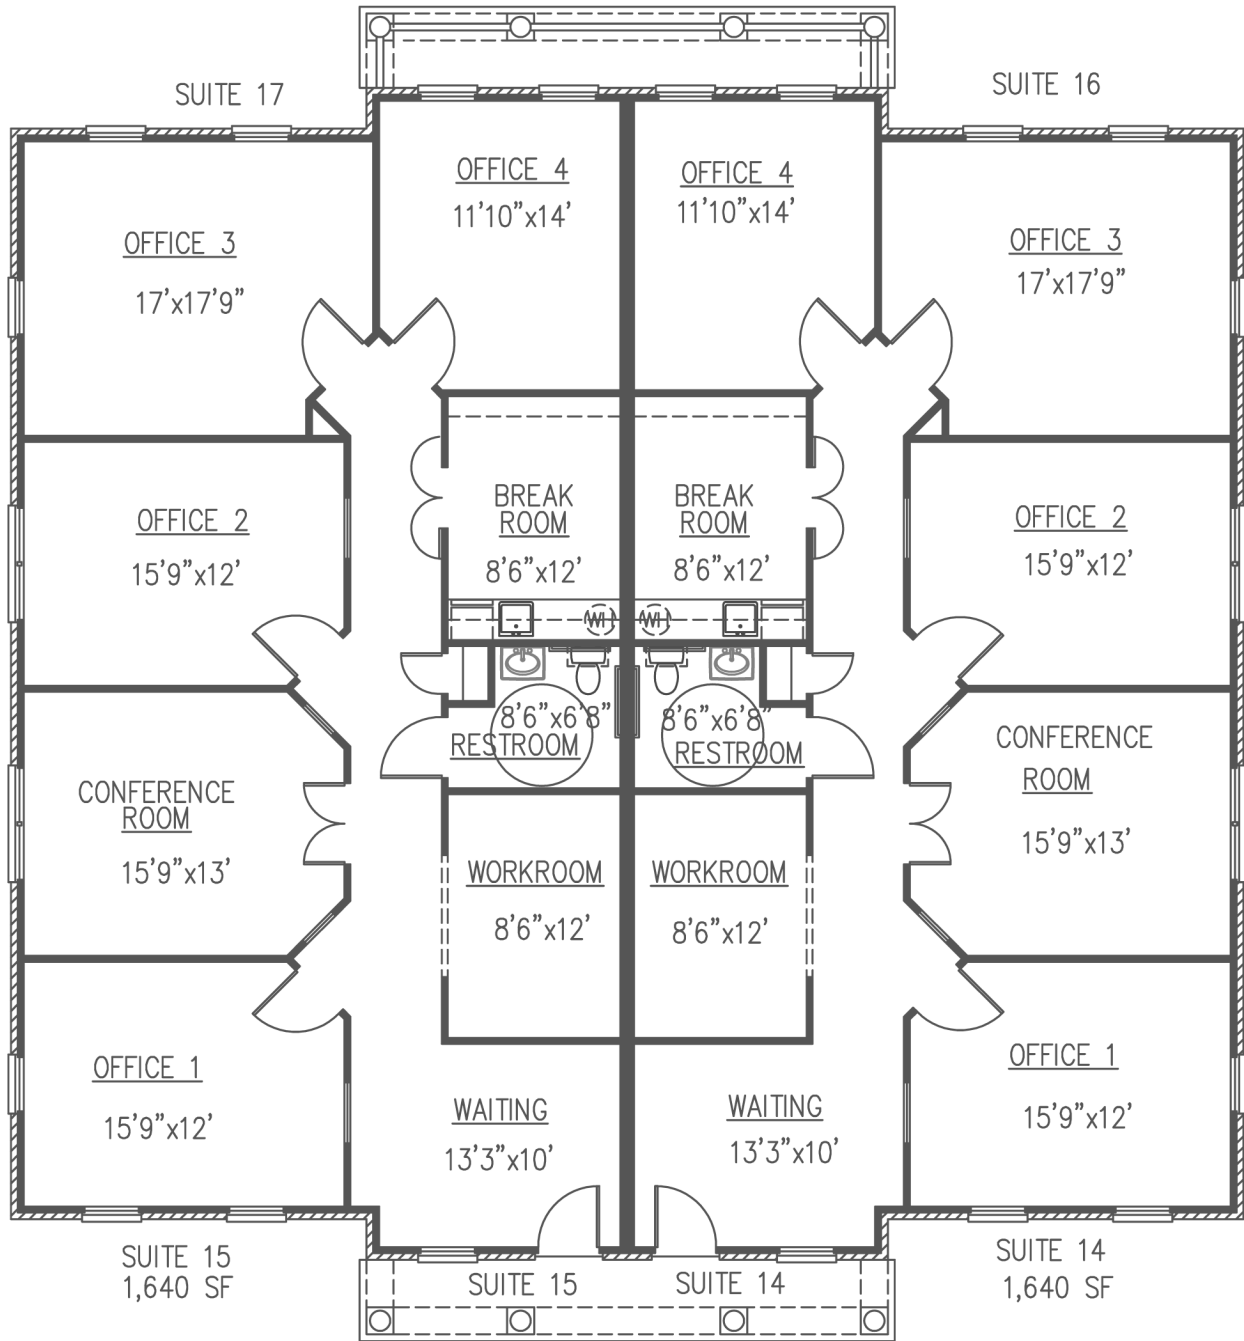 SUITE 17
SUITE 16
OFFICE 4
11'10"x14'
OFFICE 4
11'10"x14'
OFFICE 3
17'x17'9"
OFFICE 3
17'x17'9"
BREAK
ROOM
8'6"x12'
BREAK
ROOM
8'6"x12'
OFFICE 2
15'9"x12'
OFFICE 2
15'9"x12'
WH
WH
8'6"x6'8"
RESTROOM
8'6"x6'8"
RESTROOM
CONFERENCE
ROOM
15'9"x13'
CONFERENCE
ROOM
15'9"x13'
WORKROOM
8'6"x12'
WORKROOM
8'6"x12'
OFFICE 1
15'9"x12'
OFFICE 1
15'9"x12'
WAITING
13'3"x10'
WAITING
13'3"x10'
SUITE 15
1,640 SF
SUITE 15
SUITE 14
SUITE 14
1,640 SF